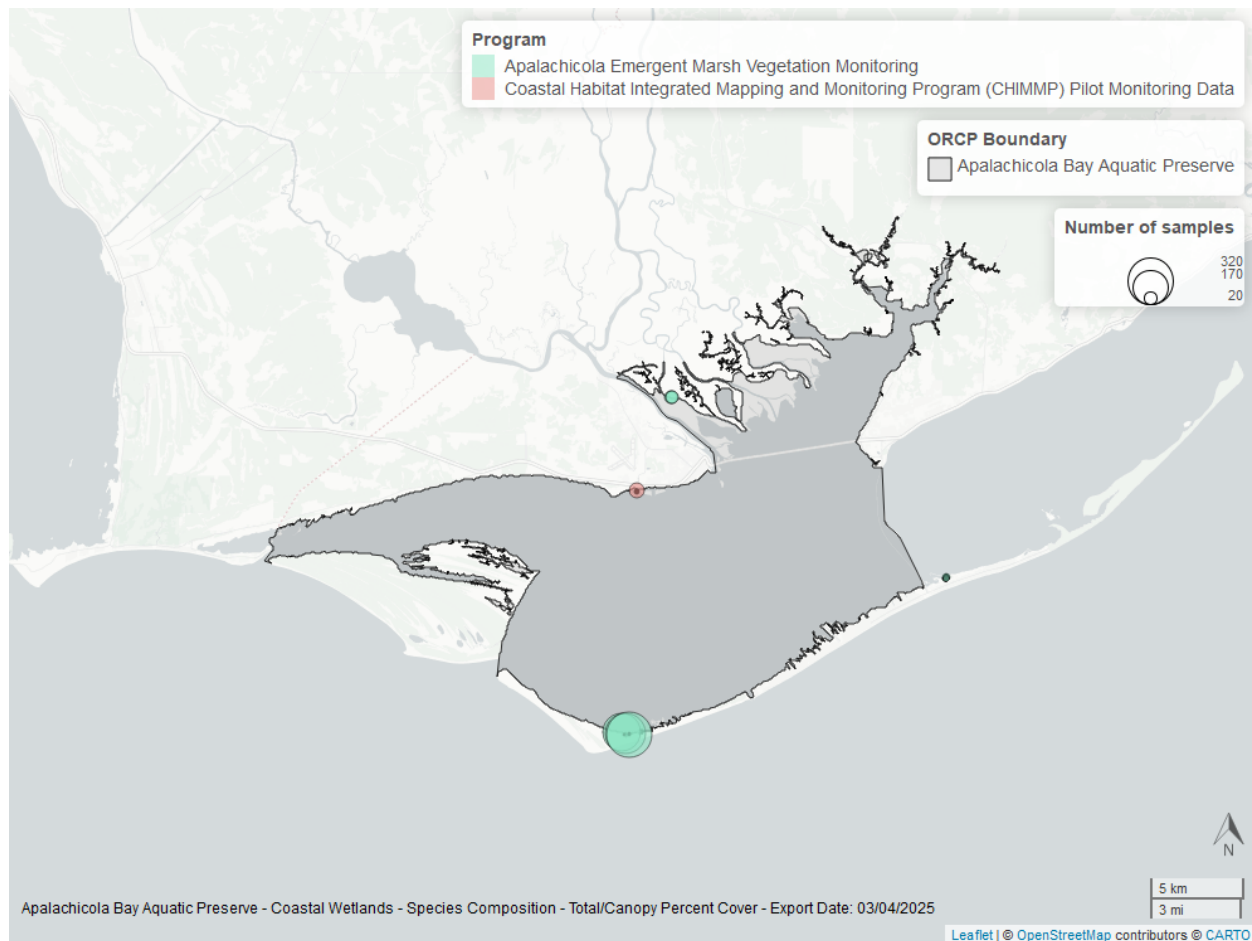 Program
Apalachicola Emergent Marsh Vegetation Monitoring
Coastal Habitat Integrated Mapping and Monitoring Program (CHIMMP) Pilot Monitoring Data
ORCP Boundary
Apalachicola Bay Aquatic Preserve
Number of samples
320
170
20
N
5 km
3 mi
Apalachicola Bay Aquatic Preserve - Coastal Wetlands - Species Composition - Total/Canopy Percent Cover - Export Date: 03/04/2025
Leaflet | © OpenStreetMap contributors © CARTO